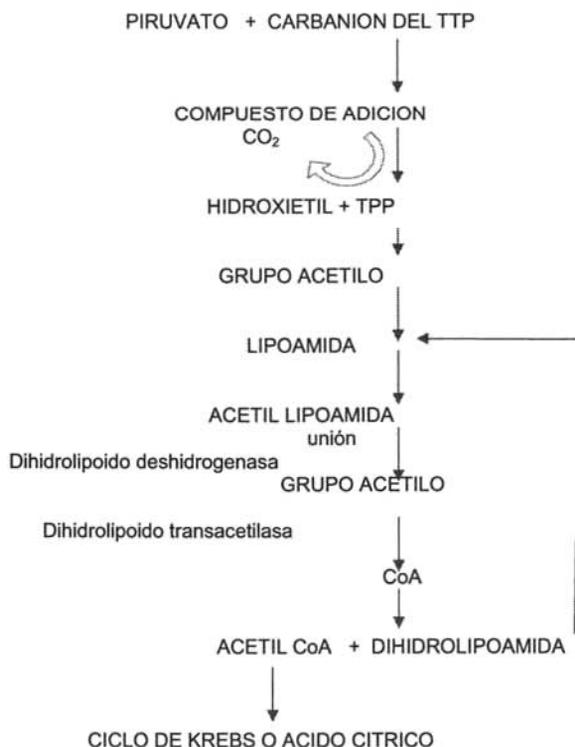 PIRUVATO + CARBANION DEL TTP
COMPUESTO DE ADICION
CO₂
HIDROXIETIL + TPP
GRUPO ACETILO
LIPOAMIDA
ACETIL LIPOAMIDA
unión
Dihidrolipoido deshidrogenasa
GRUPO ACETILO
Dihidrolipoido transacetilasa
CoA
ACETIL CoA + DIHIDROLIPOAMIDA
CICLO DE KREBS O ACIDO CITRICO